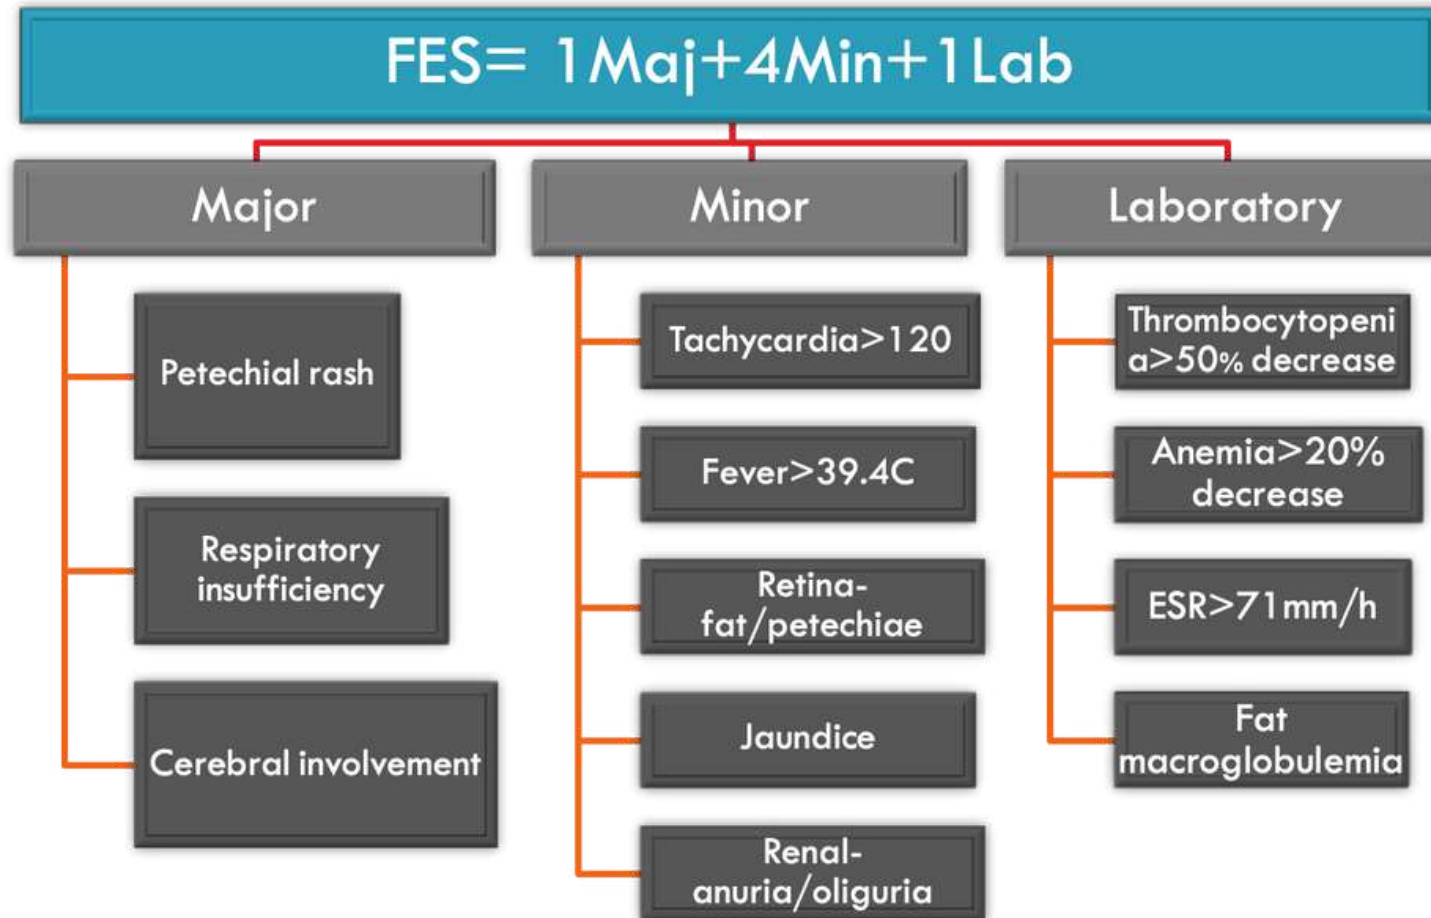 FES= 1Maj+4Min+1Lab
Major
Petechial rash
Respiratory
insufficiency
Cerebral involvement
Minor
Tachycardia>120
Fever>39.4C
Retina-
fat/petechiae
Jaundice
Renal-
anuria/oliguria
Laboratory
Thrombocytopeni
a>50% decrease
Anemia>20%
decrease
ESR>71mm/h
Fat
macroglobulemia